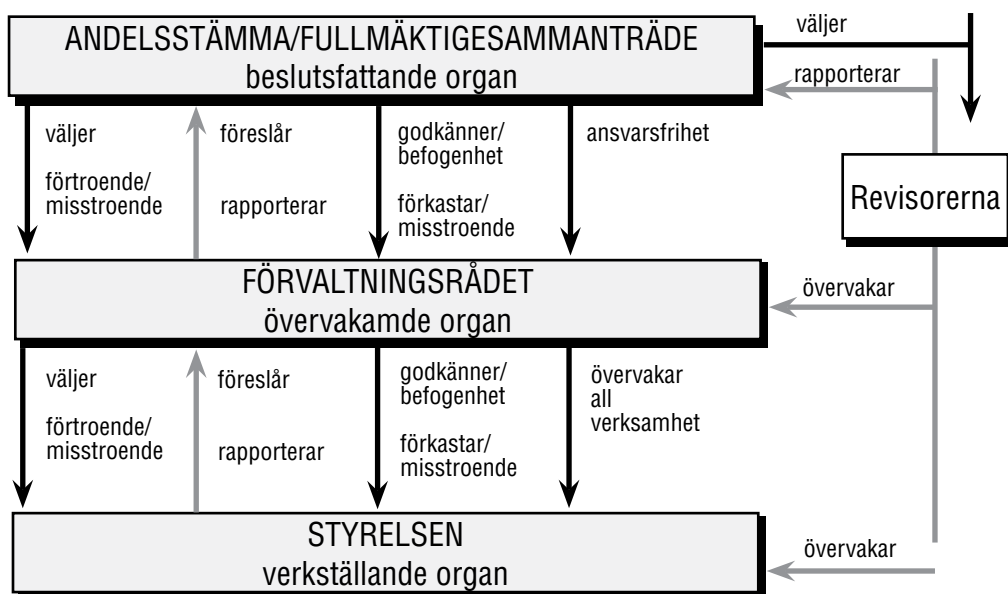 ANDELSSTÄMMA/FULLMÄKTIGESAMMANTRÄDE
beslutsfattande organ
väljer
rapporterar
väljer
förtroende/
misstroende
föreslår
rapporterar
godkänner/
befogenhet
förkastar/
misstroende
ansvarsfrihet
Revisorerna
FÖRVALTNINGSRÅDET
övervakamde organ
övervakar
väljer
förtroende/
misstroende
föreslår
rapporterar
godkänner/
befogenhet
förkastar/
misstroende
övervakar
all
verksamhet
STYRELSEN
verkställande organ
övervakar